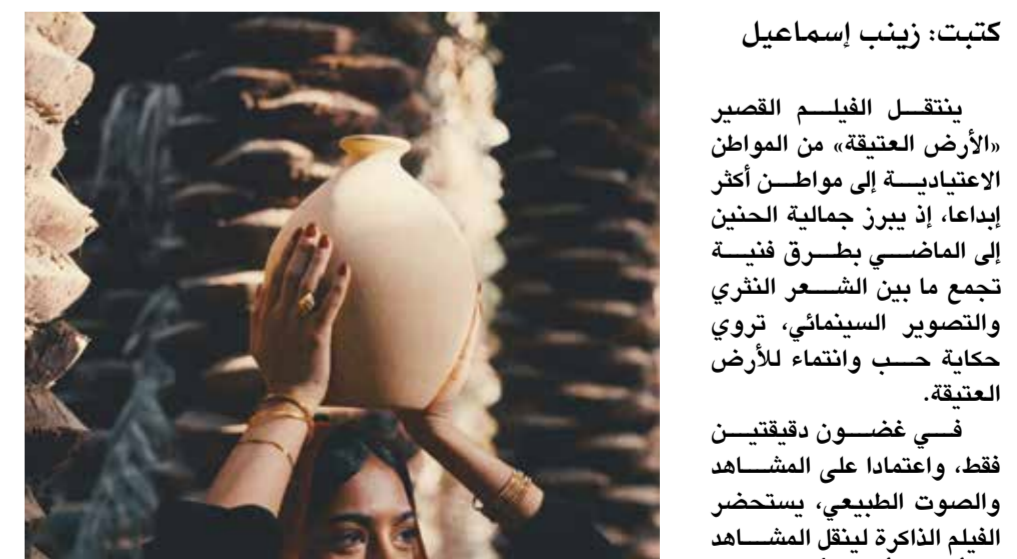 كتبت: زينب إسماعيل
ينتقل الفيلم القصير
«الأرض العتيقة» من المواطن
الاعتيادية إلى مواطن أكثر
إبداعا، إذ يبرز جمالية الحنين
إلى الماضي بطرق فنية
تجمع ما بين الشعر النثري
والتصوير السينمائي، تروي
حكاية حب وانتماء للأرض
العتيقة.
في غضون دقيقتين
فقط، واعتمادا على المشاهد
والصوت الطبيعي، يستحضر
الفيلم الذاكرة لينقل المشاهد